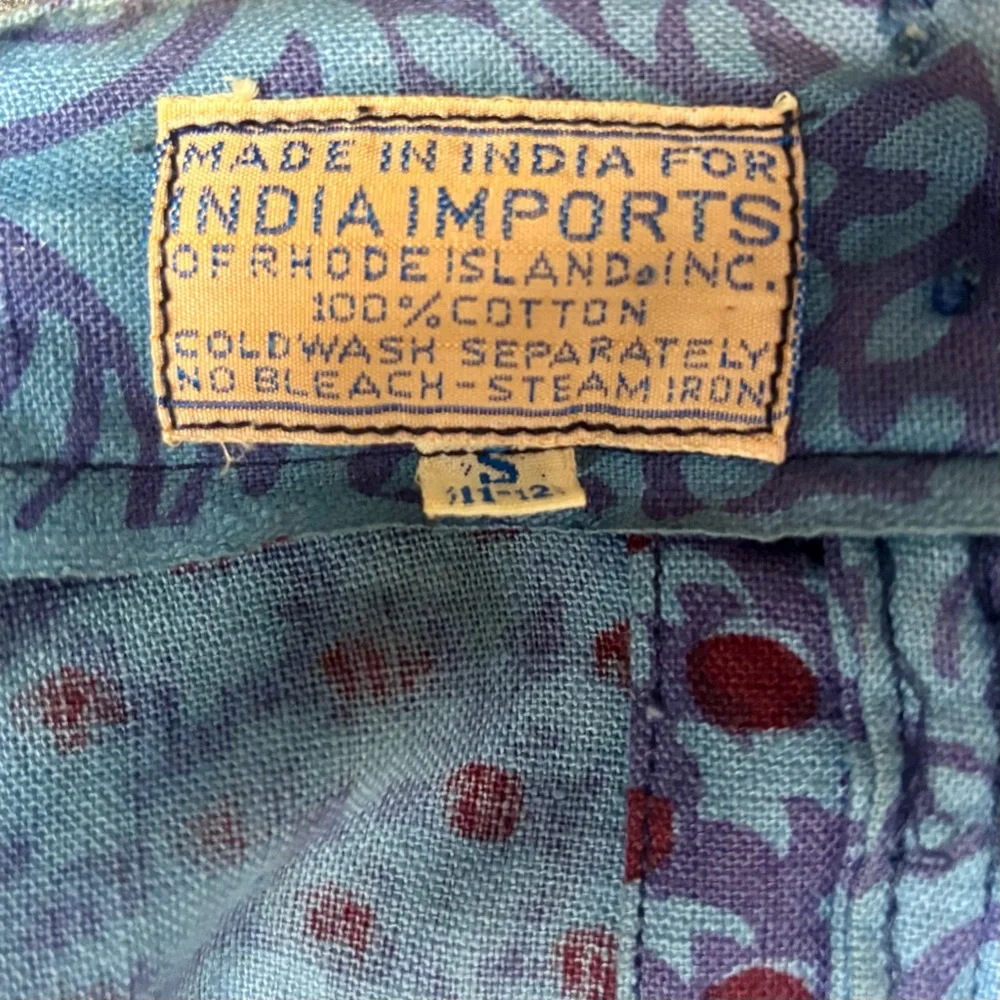 MADE IN INDIA FOR
INDIA IMPORTS
OF RHODE ISLAND, INC.
100% COTTON
COLD WASH SEPARATELY
NO BLEACH - STEAM IRON
S
11-12